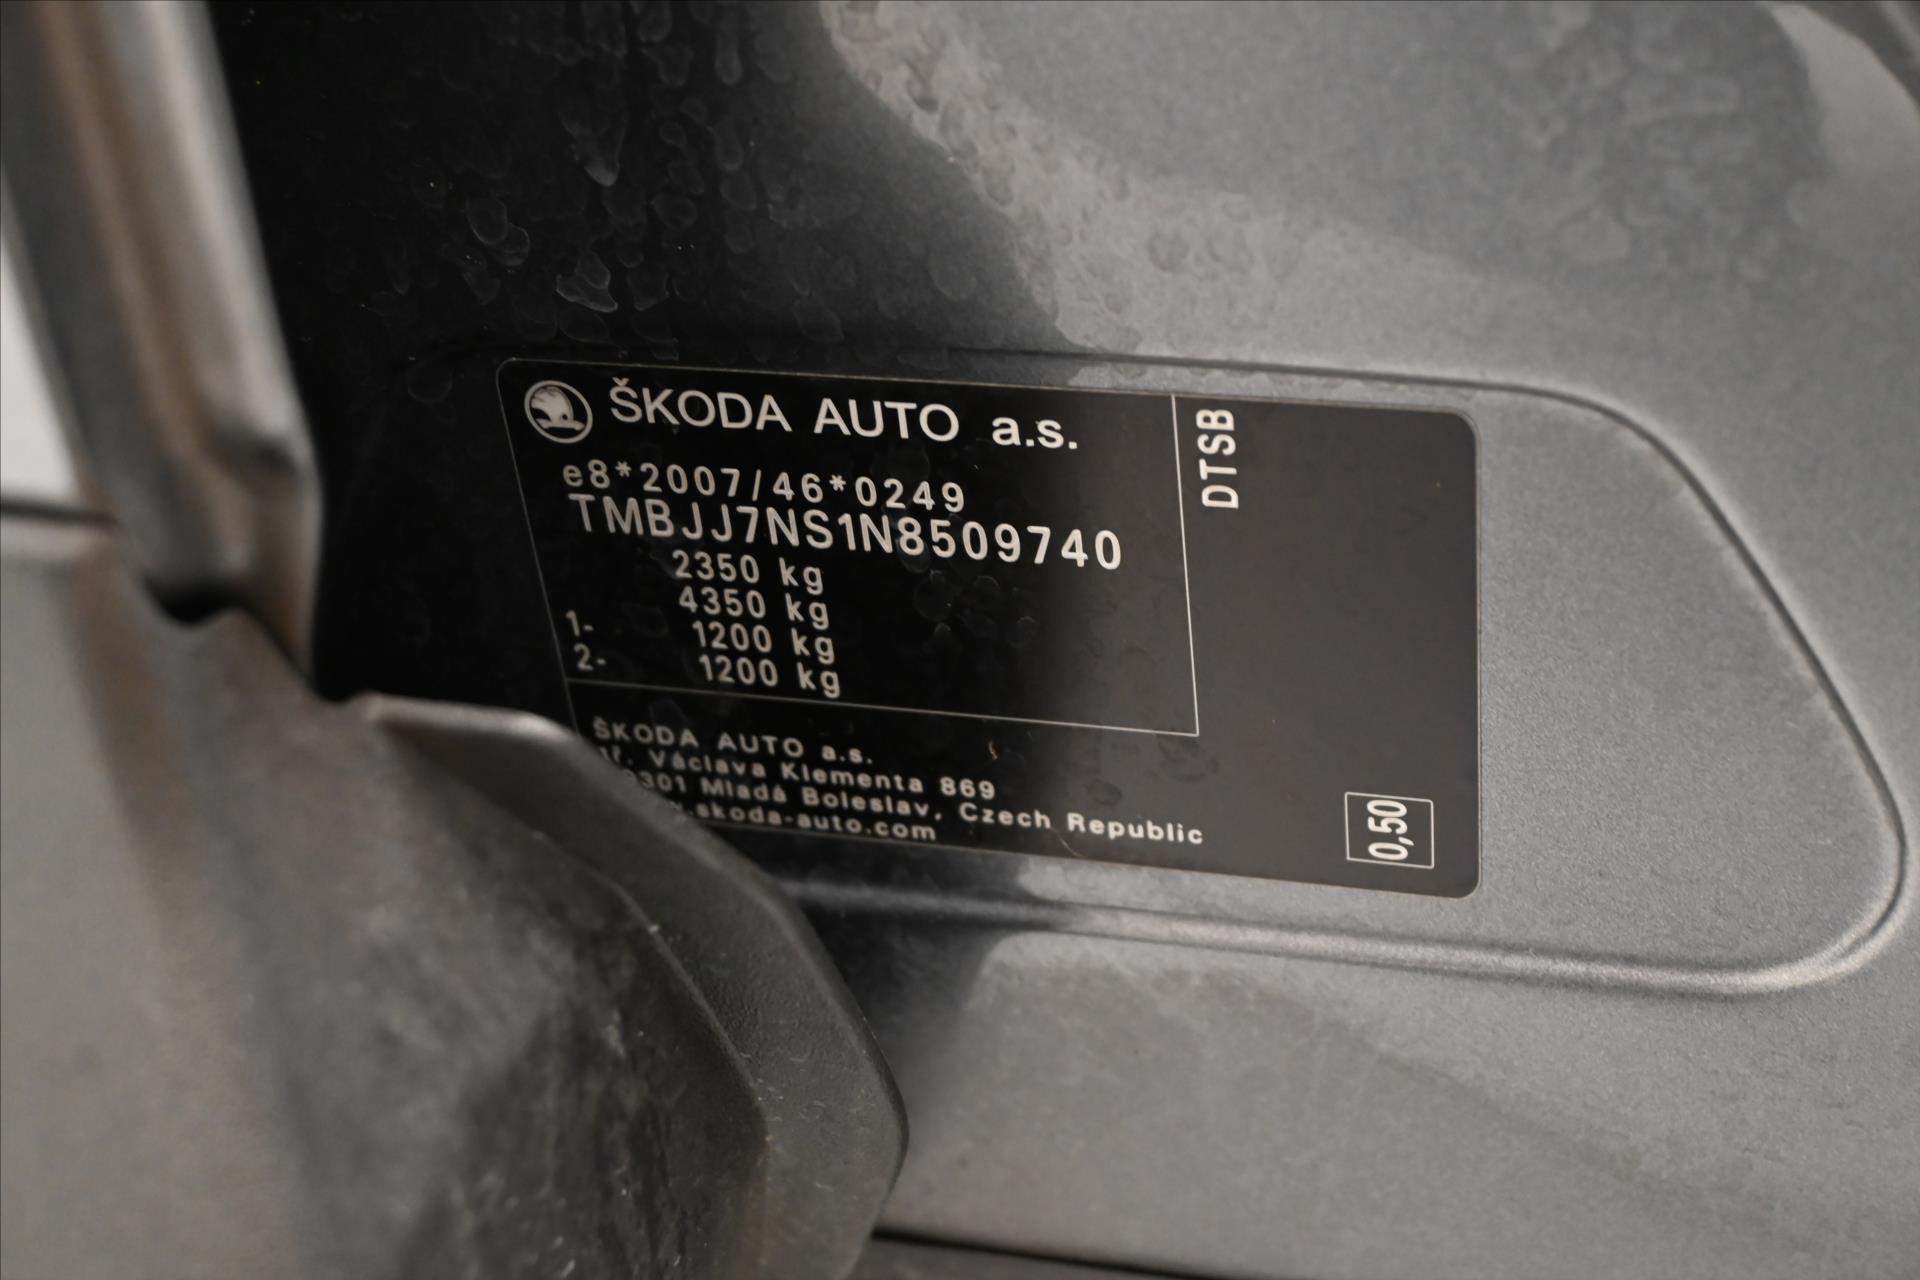 ŠKODA AUTO a.s.
e8*2007/46*0249
TMBJJ7NS1N8509740
2350 kg
4350 kg
1- 1200 kg
2- 1200 kg
DTSB
ŠKODA AUTO a.s.
Václava Klementa 869
Mladá Boleslav, Czech Republic
skoda-auto.com
0,50